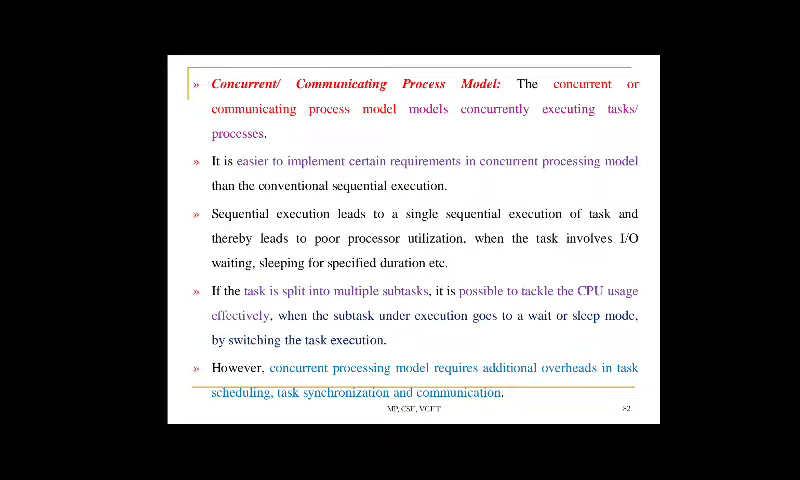 » Concurrent/ Communicating Process Model: The concurrent or
communicating process model models concurrently executing tasks/
processes.
» It is easier to implement certain requirements in concurrent processing model
than the conventional sequential execution.
» Sequential execution leads to a single sequential execution of task and
thereby leads to poor processor utilization, when the task involves I/O
waiting, sleeping for specified duration etc.
» If the task is split into multiple subtasks, it is possible to tackle the CPU usage
effectively, when the subtask under execution goes to a wait or sleep mode,
by switching the task execution.
» However, concurrent processing model requires additional overheads in task
scheduling, task synchronization and communication.
MP, CSE, VCET 82